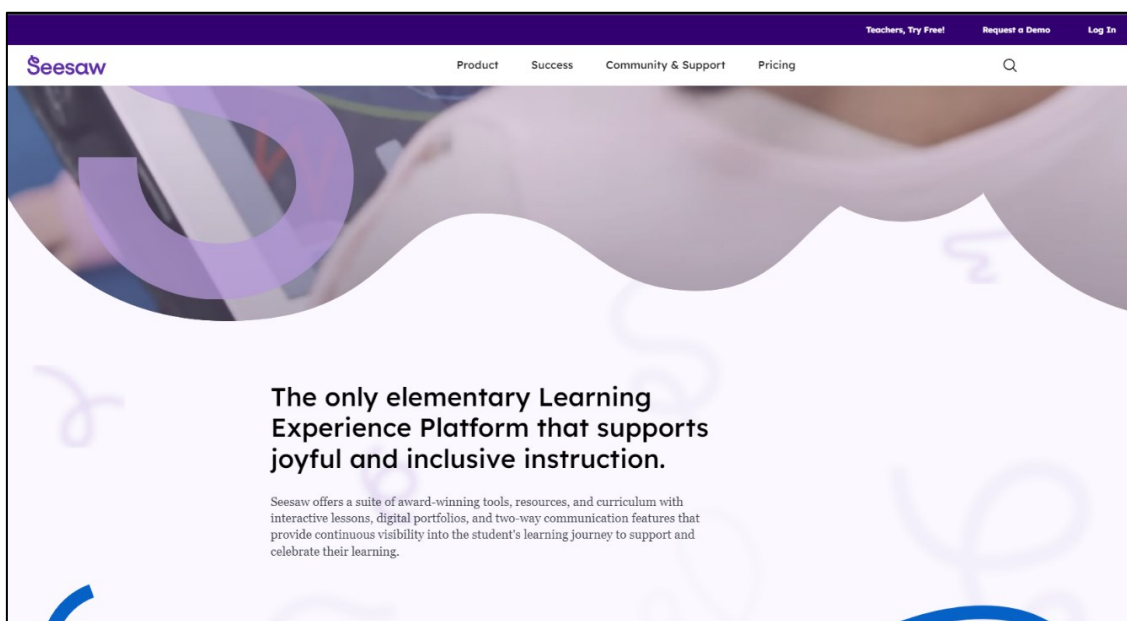 Teachers, Try Free! Request a Demo Log In
Seesaw Product Success Community & Support Pricing
The only elementary Learning
Experience Platform that supports
joyful and inclusive instruction.
Seesaw offers a suite of award-winning tools, resources, and curriculum with
interactive lessons, digital portfolios, and two-way communication features that
provide continuous visibility into the student's learning journey to support and
celebrate their learning.